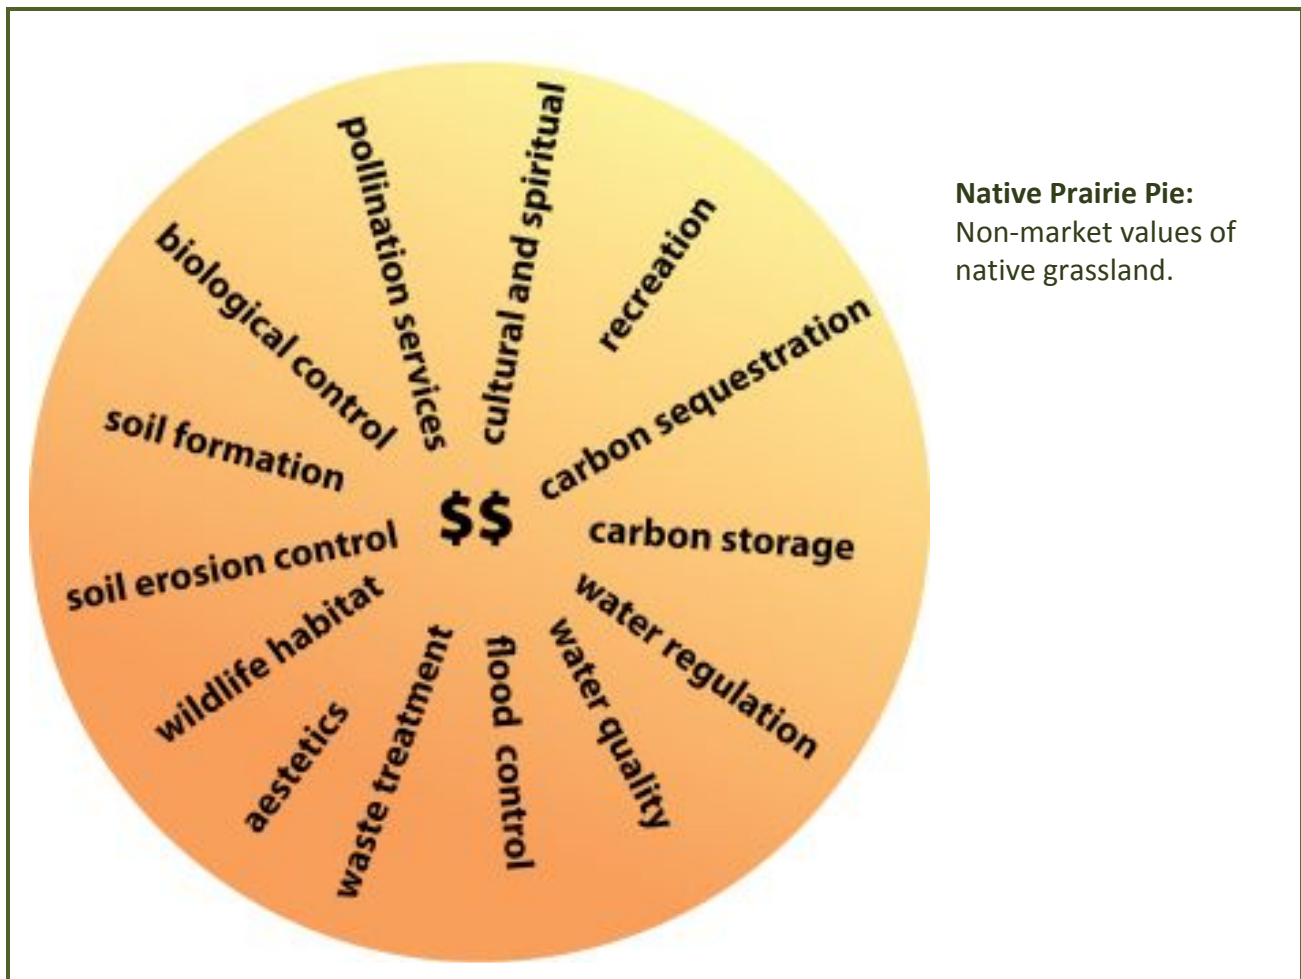 pollination services
cultural and spiritual
recreation
carbon sequestration
carbon storage
water regulation
water quality
flood control
waste treatment
aestetics
wildlife habitat
soil erosion control
soil formation
biological control
$$
Native Prairie Pie:
Non-market values of
native grassland.